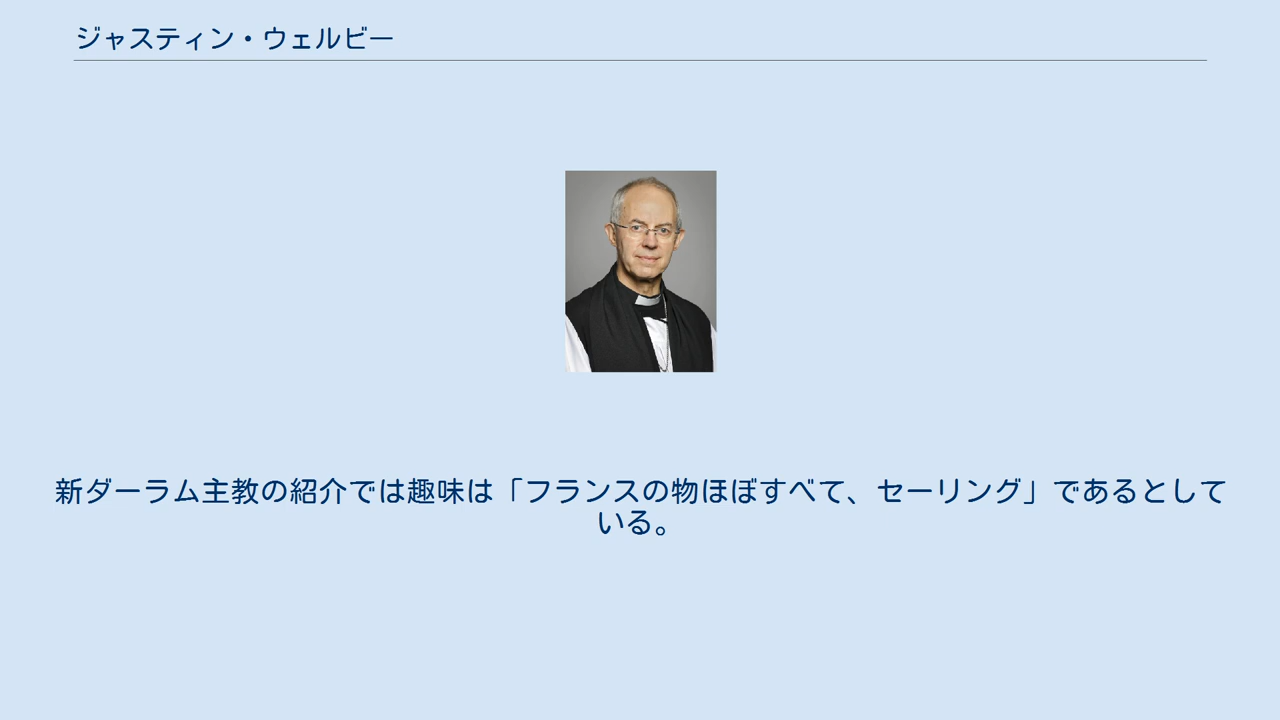 ジャスティン・ウェルビー
新ダーラム主教の紹介では趣味は「フランスの物ほぼすべて、セーリング」であるとして
いる。